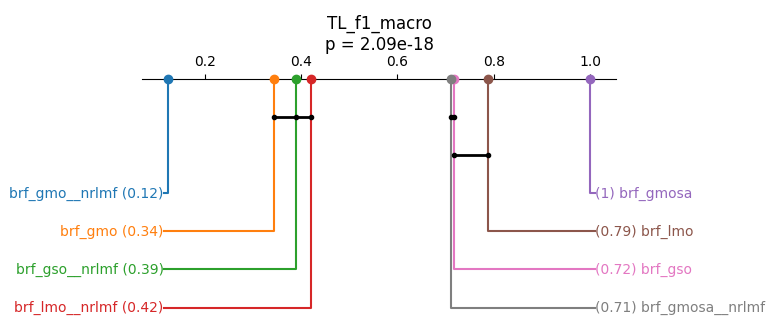 TL_f1_macro
p = 2.09e-18
0.2 0.4 0.6 0.8 1.0
brf_gmo__nrlmf (0.12) (1) brf_gmosa
brf_gmo (0.34) (0.79) brf_lmo
brf_gso__nrlmf (0.39) (0.72) brf_gso
brf_lmo__nrlmf (0.42) (0.71) brf_gmosa__nrlmf